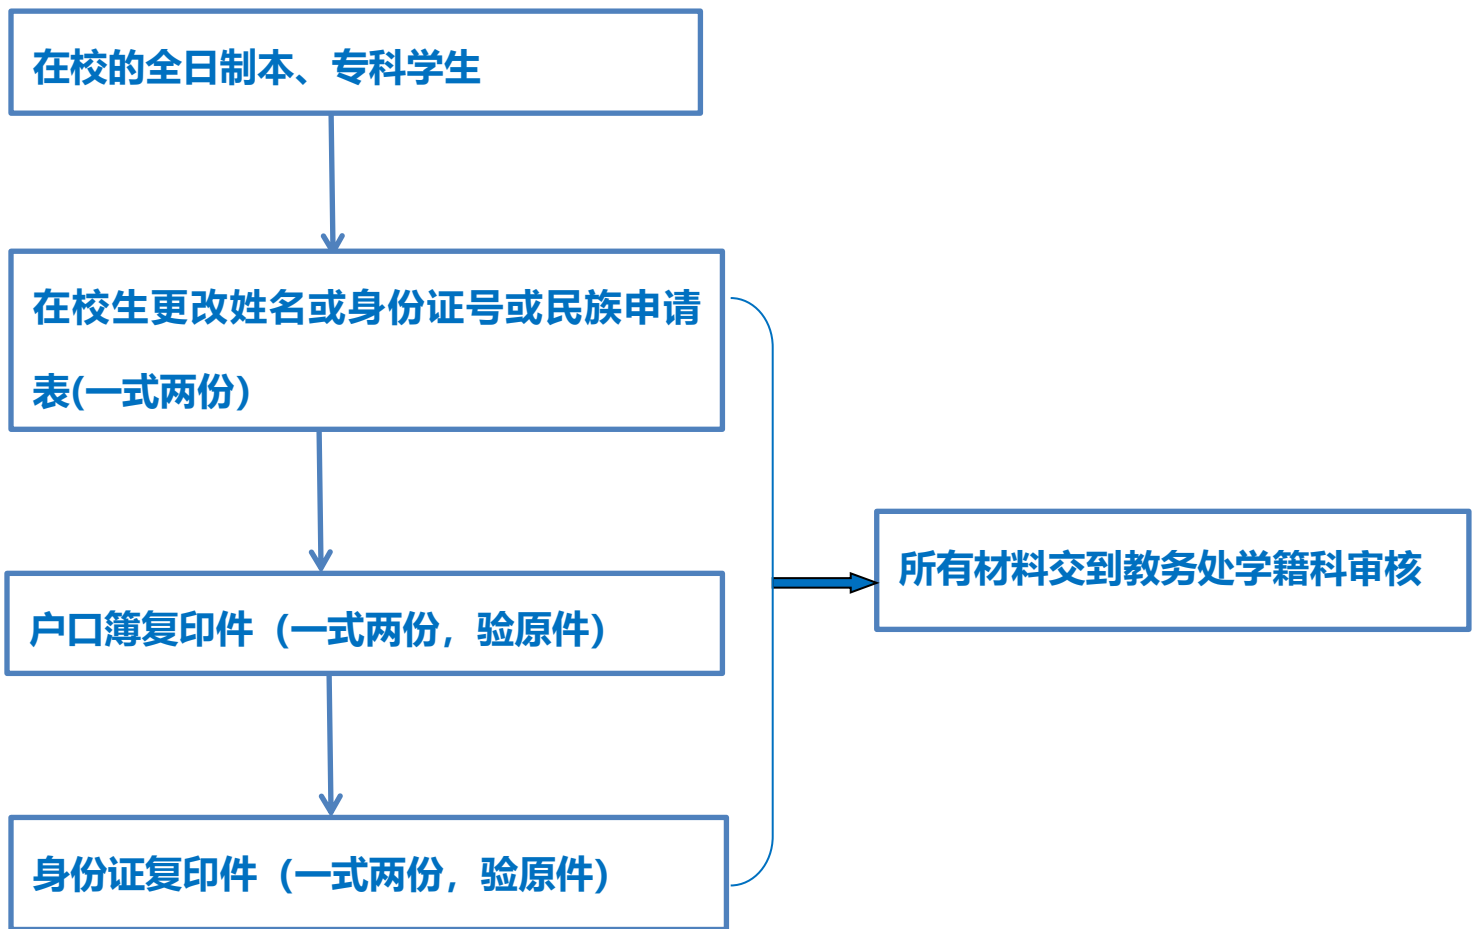 在校的全日制本、专科学生
在校生更改姓名或身份证号或民族申请
表(一式两份）
户口簿复印件（一式两份，验原件）
身份证复印件（一式两份，验原件）
所有材料交到教务处学籍科审核